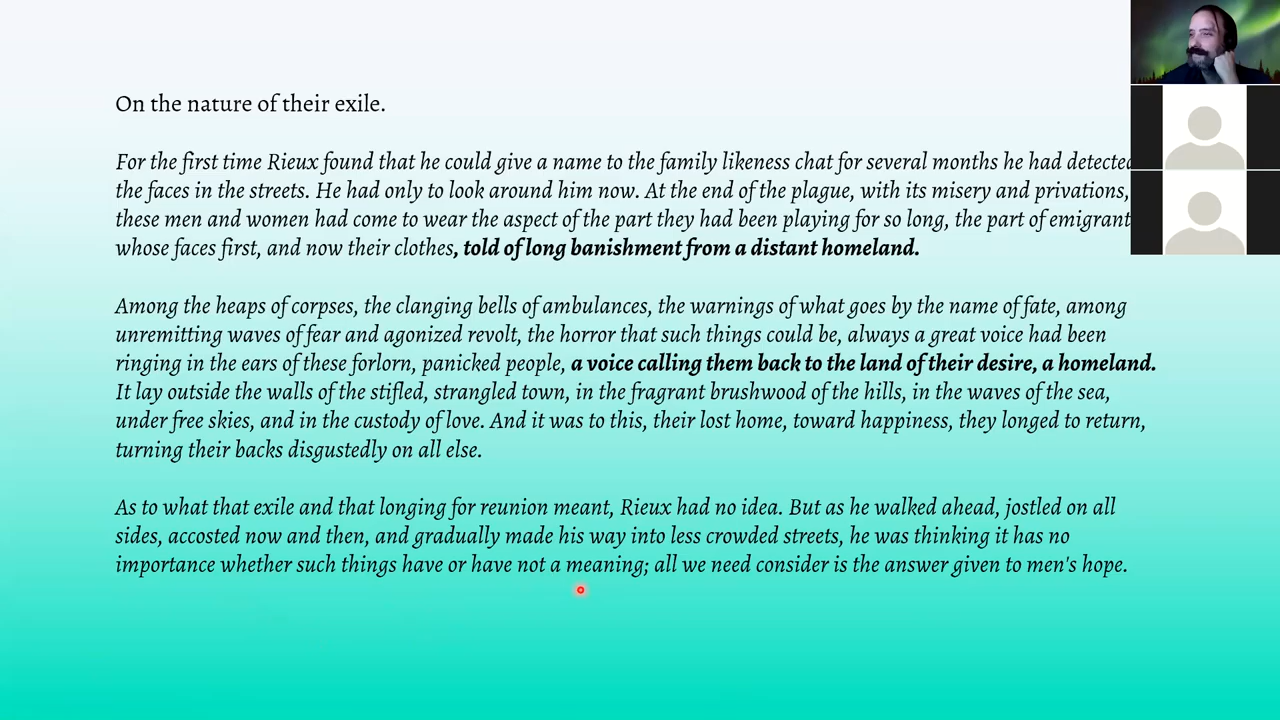 On the nature of their exile.
For the first time Rieux found that he could give a name to the family likeness chat for several months he had detected
the faces in the streets. He had only to look around him now. At the end of the plague, with its misery and privations,
these men and women had come to wear the aspect of the part they had been playing for so long, the part of emigrant
whose faces first, and now their clothes, told of long banishment from a distant homeland.
Among the heaps of corpses, the clanging bells of ambulances, the warnings of what goes by the name of fate, among
unremitting waves of fear and agonized revolt, the horror that such things could be, always a great voice had been
ringing in the ears of these forlorn, panicked people, a voice calling them back to the land of their desire, a homeland.
It lay outside the walls of the stifled, strangled town, in the fragrant brushwood of the hills, in the waves of the sea,
under free skies, and in the custody of love. And it was to this, their lost home, toward happiness, they longed to return,
turning their backs disgustedly on all else.
As to what that exile and that longing for reunion meant, Rieux had no idea. But as he walked ahead, jostled on all
sides, accosted now and then, and gradually made his way into less crowded streets, he was thinking it has no
importance whether such things have or have not a meaning; all we need consider is the answer given to men's hope.